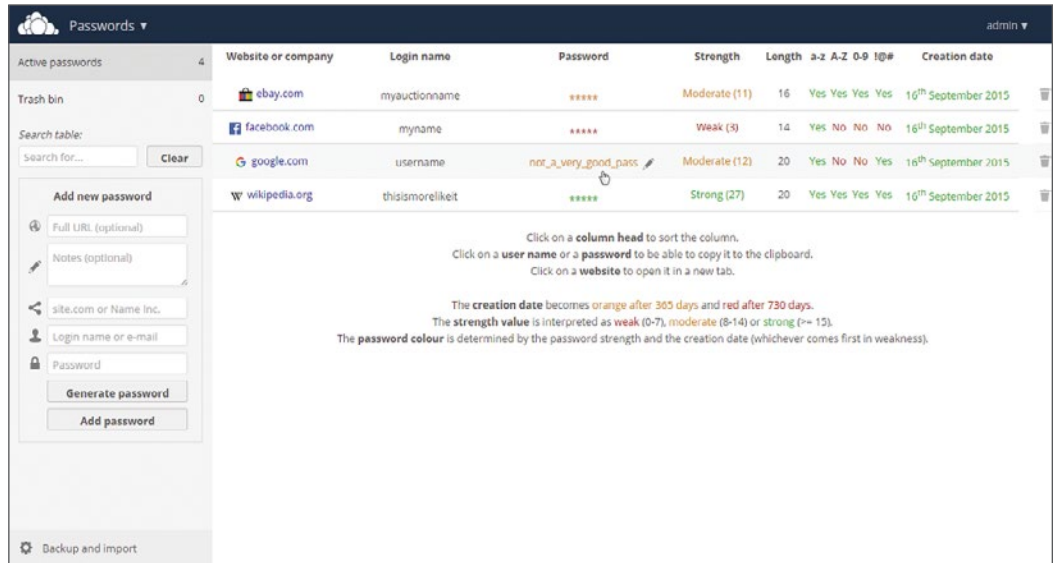 Passwords ▾ admin ▾
Active passwords 4
Trash bin 0
Search table:
Search for... Clear
Add new password
Full URL (optional)
Notes (optional)
site.com or Name Inc.
Login name or e-mail
Password
Generate password
Add password
Backup and import
Website or company Login name Password Strength Length a-z A-Z 0-9 !@# Creation date
ebay.com myauctionname ***** Moderate (11) 16 Yes Yes Yes Yes 16th September 2015
facebook.com myname ***** Weak (3) 14 Yes No No No 16th September 2015
google.com username not_a_very_good_pass Moderate (12) 20 Yes No No Yes 16th September 2015
wikipedia.org thisismorelikeit ***** Strong (27) 20 Yes Yes Yes Yes 16th September 2015
Click on a column head to sort the column.
Click on a user name or a password to be able to copy it to the clipboard.
Click on a website to open it in a new tab.
The creation date becomes orange after 365 days and red after 730 days.
The strength value is interpreted as weak (0-7), moderate (8-14) or strong (>= 15).
The password colour is determined by the password strength and the creation date (whichever comes first in weakness).